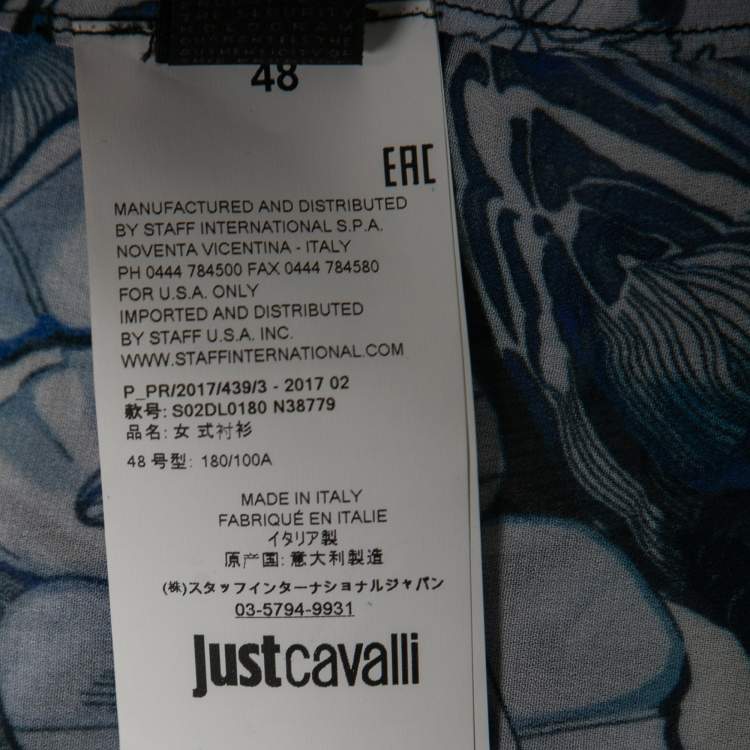 48
EAC
MANUFACTURED AND DISTRIBUTED
BY STAFF INTERNATIONAL S.P.A.
NOVENTA VICENTINA - ITALY
PH 0444 784500 FAX 0444 784580
FOR U.S.A. ONLY
IMPORTED AND DISTRIBUTED
BY STAFF U.S.A. INC.
WWW.STAFFINTERNATIONAL.COM
P_PR/2017/439/3 - 2017 02
款号: S02DL0180 N38779
品名: 女 式衬衫
48 号型: 180/100A
MADE IN ITALY
FABRIQUÉ EN ITALIE
イタリア製
原产国: 意大利製造
(株)スタッフインターナショナルジャパン
03-5794-9931
justcavalli